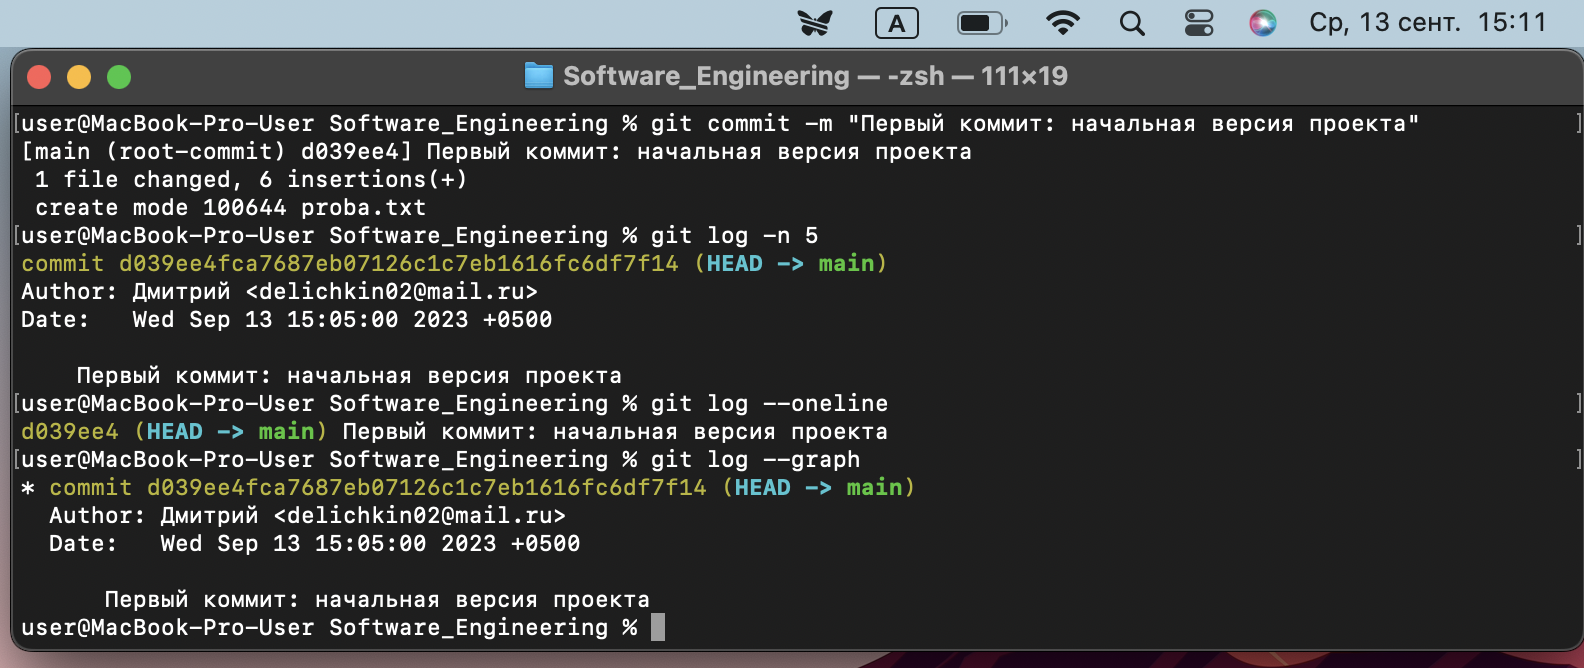 A Ср, 13 сент. 15:11
Software_Engineering — -zsh — 111×19
[user@MacBook-Pro-User Software_Engineering % git commit -m "Первый коммит: начальная версия проекта" ]
[main (root-commit) d039ee4] Первый коммит: начальная версия проекта
 1 file changed, 6 insertions(+)
 create mode 100644 proba.txt
[user@MacBook-Pro-User Software_Engineering % git log -n 5 ]
commit d039ee4fca7687eb07126c1c7eb1616fc6df7f14 (HEAD -> main)
Author: Дмитрий <delichkin02@mail.ru>
Date:   Wed Sep 13 15:05:00 2023 +0500
    Первый коммит: начальная версия проекта
[user@MacBook-Pro-User Software_Engineering % git log --oneline ]
d039ee4 (HEAD -> main) Первый коммит: начальная версия проекта
[user@MacBook-Pro-User Software_Engineering % git log --graph ]
* commit d039ee4fca7687eb07126c1c7eb1616fc6df7f14 (HEAD -> main)
  Author: Дмитрий <delichkin02@mail.ru>
  Date:   Wed Sep 13 15:05:00 2023 +0500
      Первый коммит: начальная версия проекта
user@MacBook-Pro-User Software_Engineering %